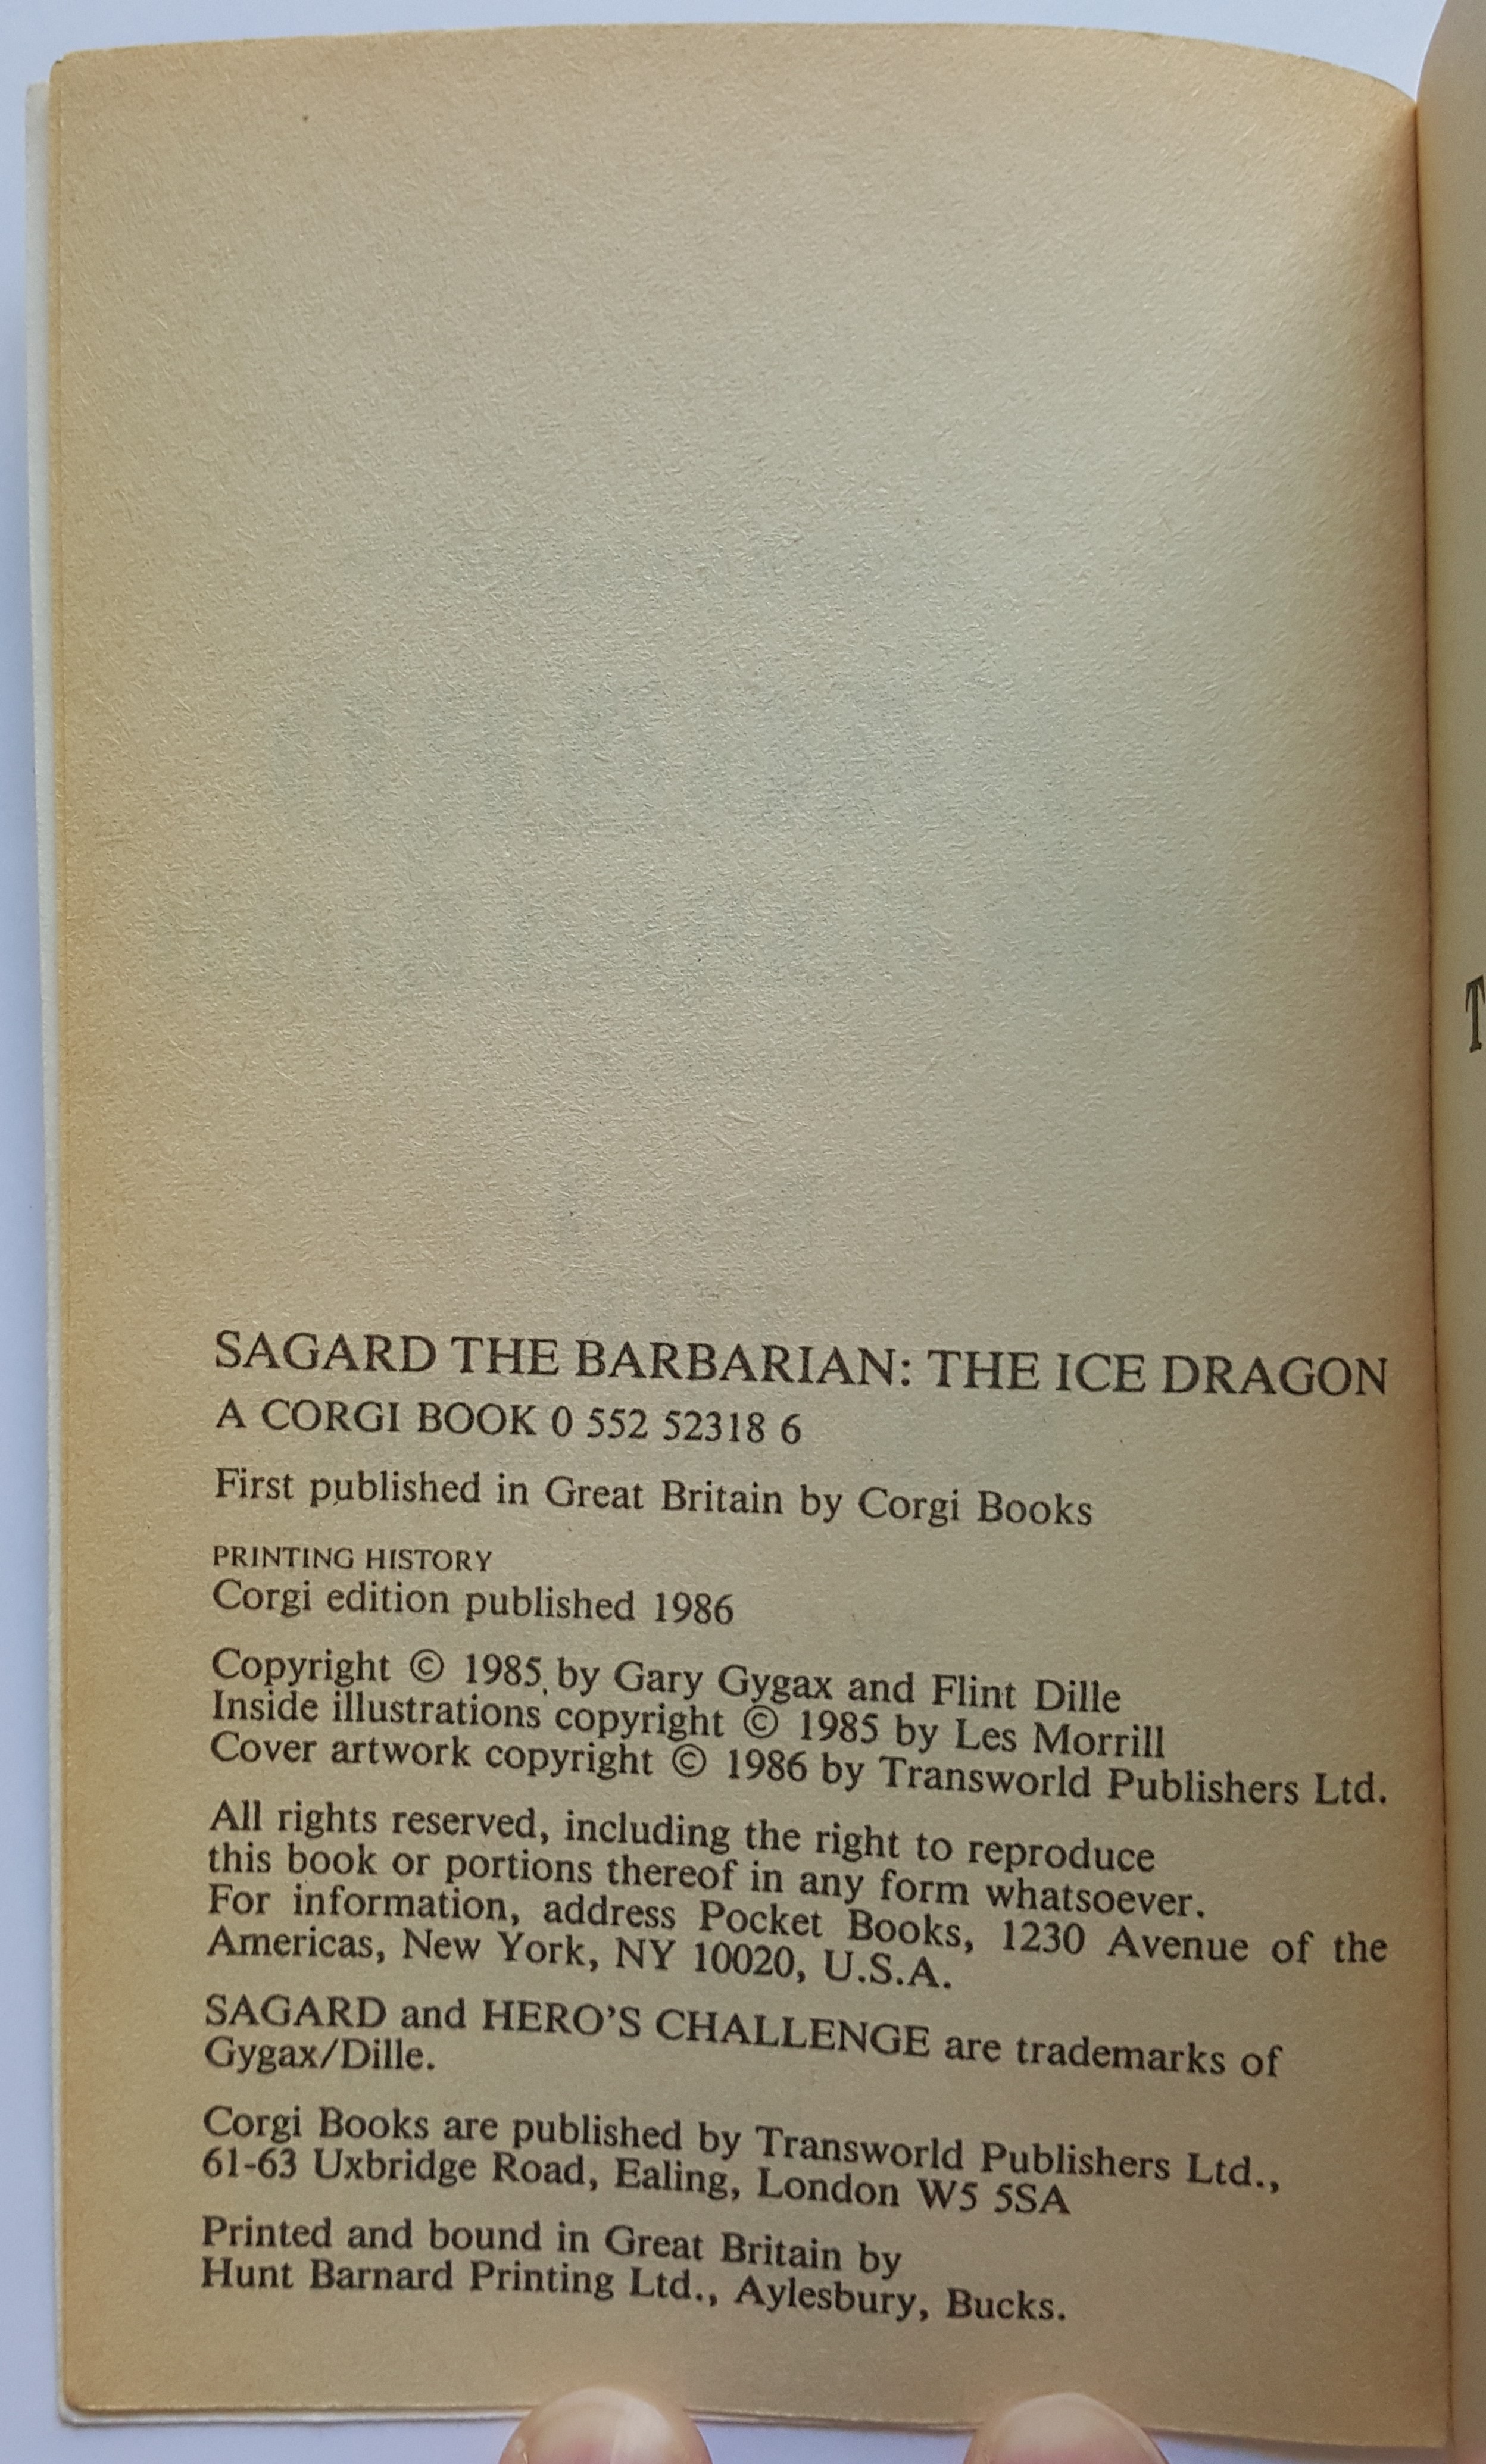 SAGARD THE BARBARIAN: THE ICE DRAGON
A CORGI BOOK 0 552 52318 6
First published in Great Britain by Corgi Books
PRINTING HISTORY
Corgi edition published 1986
Copyright © 1985 by Gary Gygax and Flint Dille
Inside illustrations copyright © 1985 by Les Morrill
Cover artwork copyright © 1986 by Transworld Publishers Ltd.
All rights reserved, including the right to reproduce
this book or portions thereof in any form whatsoever.
For information, address Pocket Books, 1230 Avenue of the
Americas, New York, NY 10020, U.S.A.
SAGARD and HERO'S CHALLENGE are trademarks of
Gygax/Dille.
Corgi Books are published by Transworld Publishers Ltd.,
61-63 Uxbridge Road, Ealing, London W5 5SA
Printed and bound in Great Britain by
Hunt Barnard Printing Ltd., Aylesbury, Bucks.
T